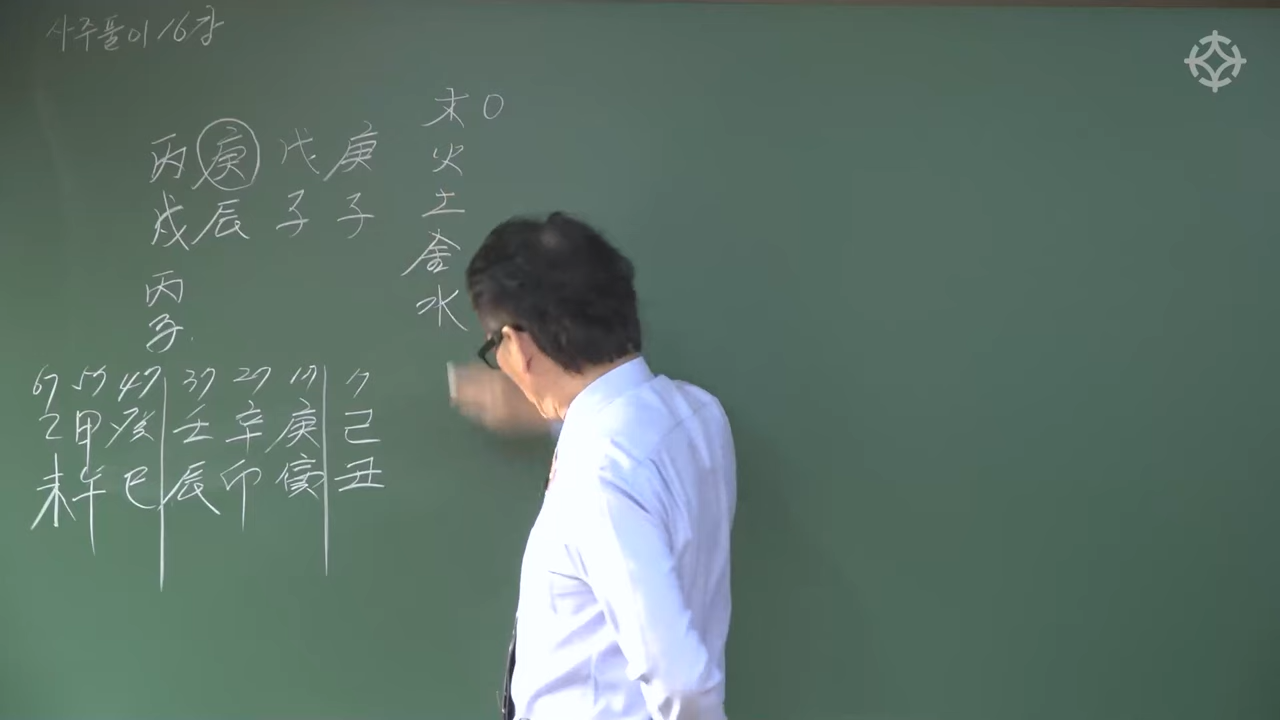 사주풀이 16강
丙 庚 戊 庚
戌 辰 子 子
丙
子
木 0
火
土
金
水
67 57 47 37 27 17 7
乙 甲 癸 壬 辛 庚 己
未 午 巳 辰 卯 寅 丑